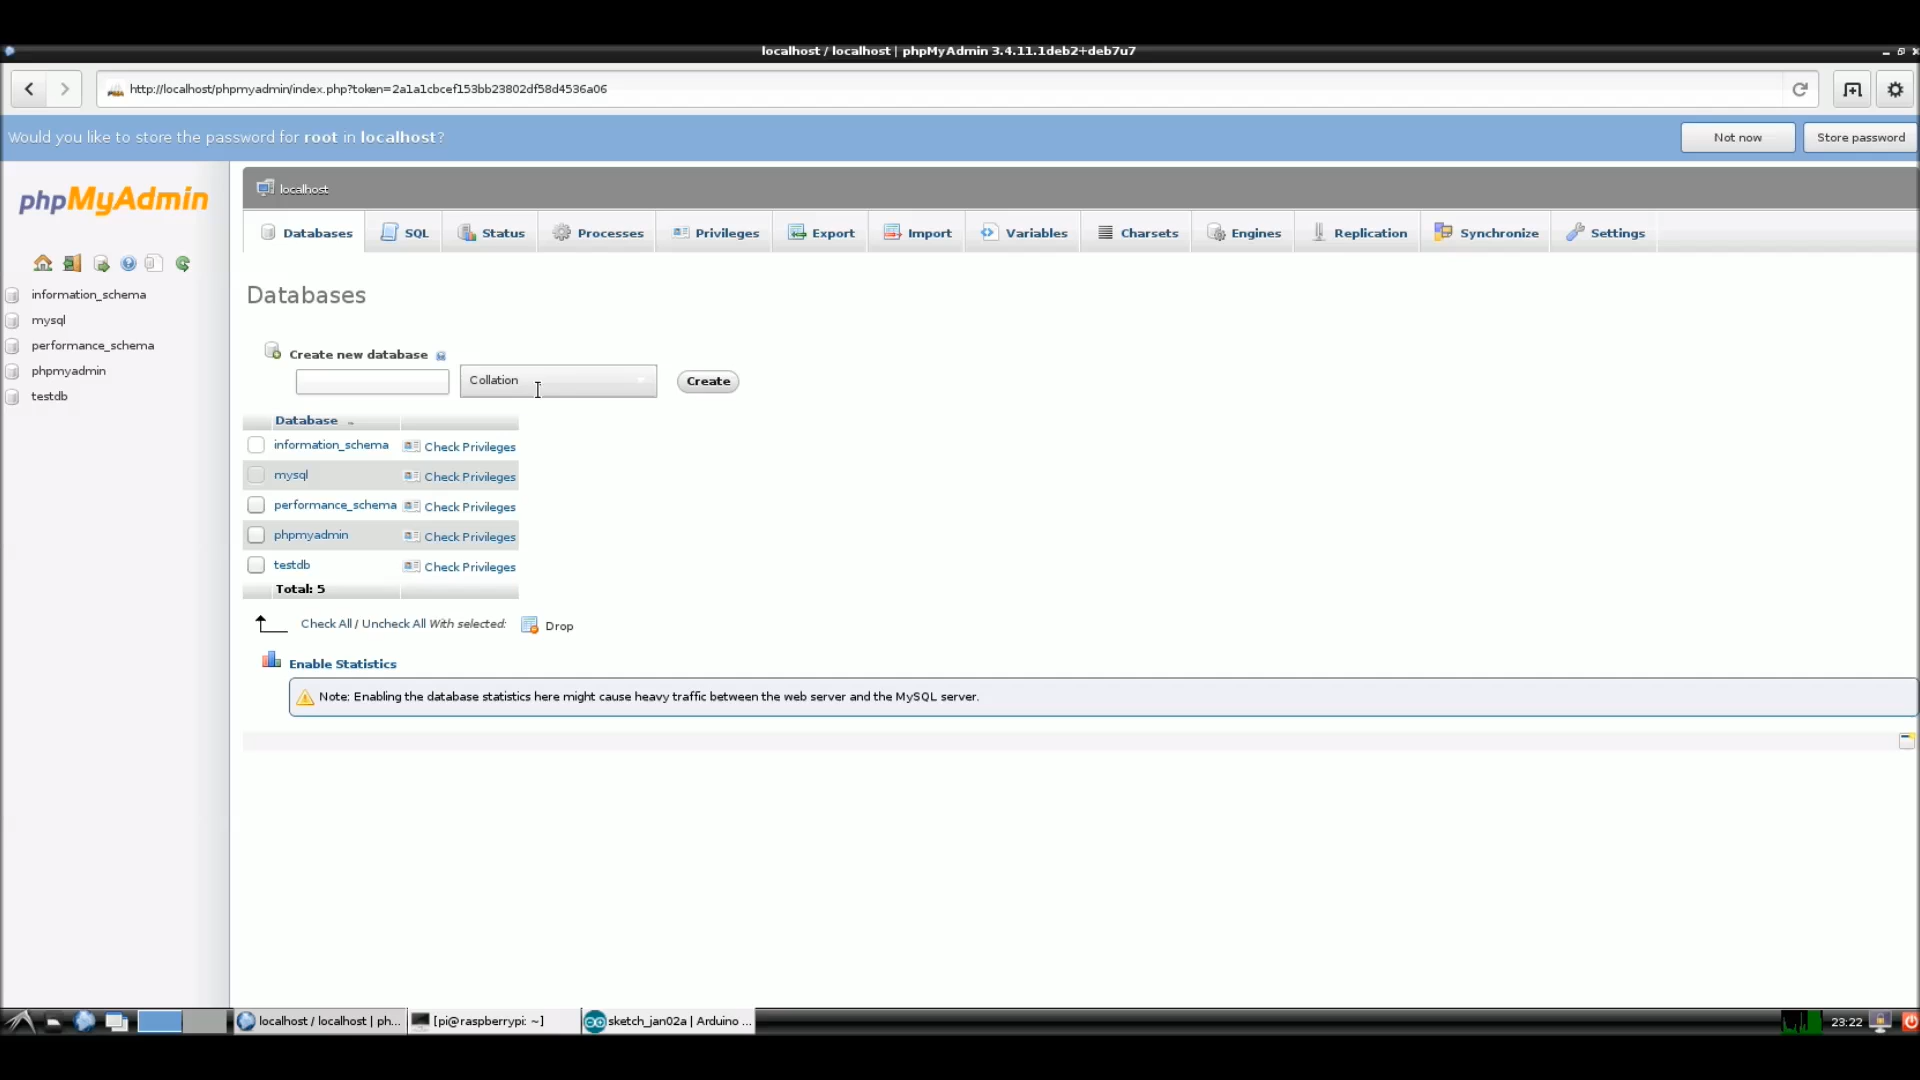 localhost / localhost | phpMyAdmin 3.4.11.1deb2+deb7u7
http://localhost/phpmyadmin/index.php?token=2a1a1cbcef153bb23802df58d4536a06
Would you like to store the password for root in localhost?
Not now
Store password
phpMyAdmin
localhost
Databases
SQL
Status
Processes
Privileges
Export
Import
Variables
Charsets
Engines
Replication
Synchronize
Settings
information_schema
mysql
performance_schema
phpmyadmin
testdb
Databases
Create new database
Collation
Create
Database
information_schema Check Privileges
mysql Check Privileges
performance_schema Check Privileges
phpmyadmin Check Privileges
testdb Check Privileges
Total: 5
Check All / Uncheck All With selected: Drop
Enable Statistics
Note: Enabling the database statistics here might cause heavy traffic between the web server and the MySQL server.
localhost / localhost | ph...
[pi@raspberrypi: ~]
sketch_jan02a | Arduino ...
23:22